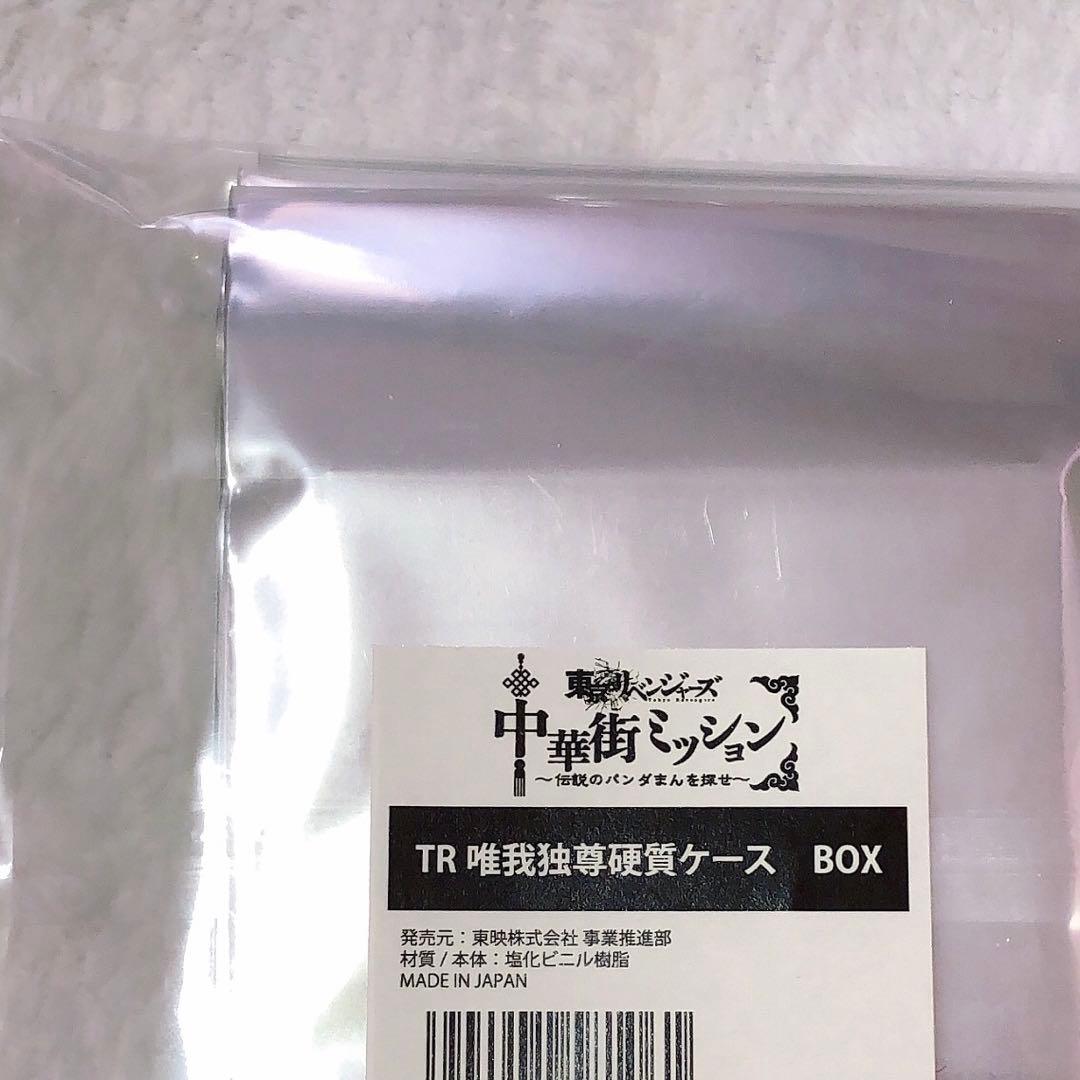 東京リベンジャーズ
Tokyo Revengers
中華街ミッション
～伝説のパンダまんを探せ～
TR 唯我独尊硬質ケース BOX
発売元：東映株式会社 事業推進部
材質 / 本体：塩化ビニル樹脂
MADE IN JAPAN